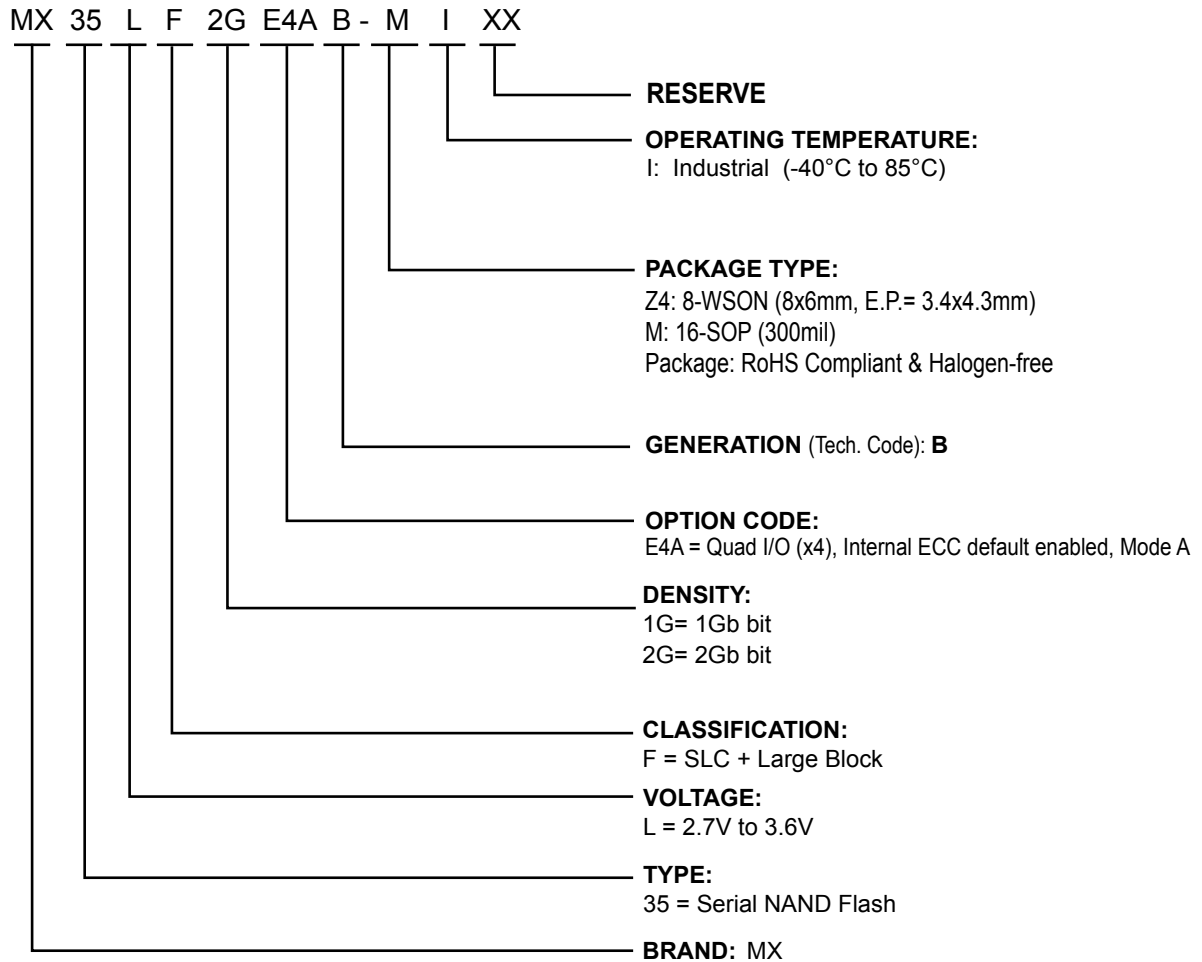 MX 35 L F 2G E4A B - M I XX
RESERVE
OPERATING TEMPERATURE:
I: Industrial (-40°C to 85°C)
PACKAGE TYPE:
Z4: 8-WSON (8x6mm, E.P.= 3.4x4.3mm)
M: 16-SOP (300mil)
Package: RoHS Compliant & Halogen-free
GENERATION (Tech. Code): B
OPTION CODE:
E4A = Quad I/O (x4), Internal ECC default enabled, Mode A
DENSITY:
1G= 1Gb bit
2G= 2Gb bit
CLASSIFICATION:
F = SLC + Large Block
VOLTAGE:
L = 2.7V to 3.6V
TYPE:
35 = Serial NAND Flash
BRAND: MX